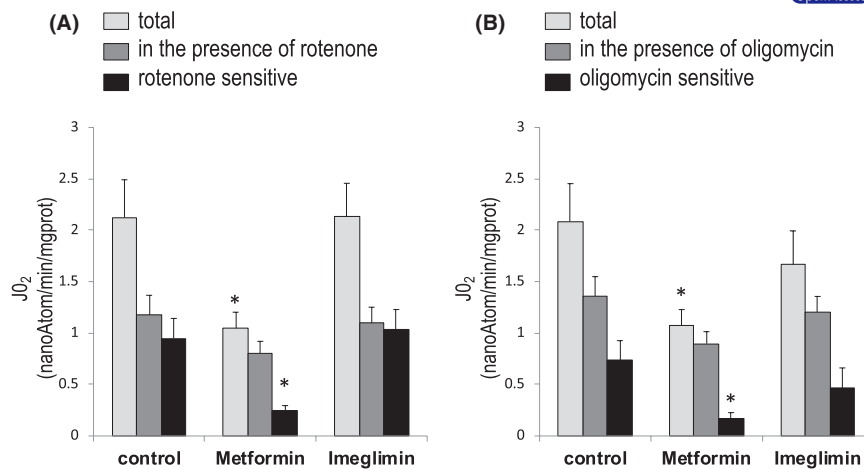 (A)
total
in the presence of rotenone
rotenone sensitive
3
2.5
2
1.5
1
0.5
0
J0₂
(nanoAtom/min/mgprot)
*
*
control
Metformin
Imeglimin
(B)
total
in the presence of oligomycin
oligomycin sensitive
3
2.5
2
1.5
1
0.5
0
J0₂
(nanoAtom/min/mgprot)
*
*
control
Metformin
Imeglimin